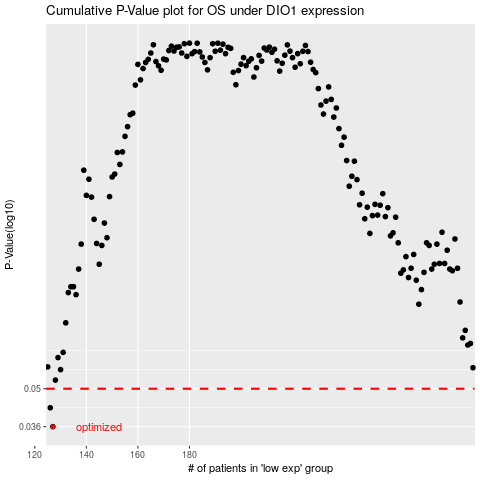 Cumulative P-Value plot for OS under DIO1 expression
P-Value(log10)
0.05
0.036
optimized
120 140 160 180
# of patients in 'low exp' group